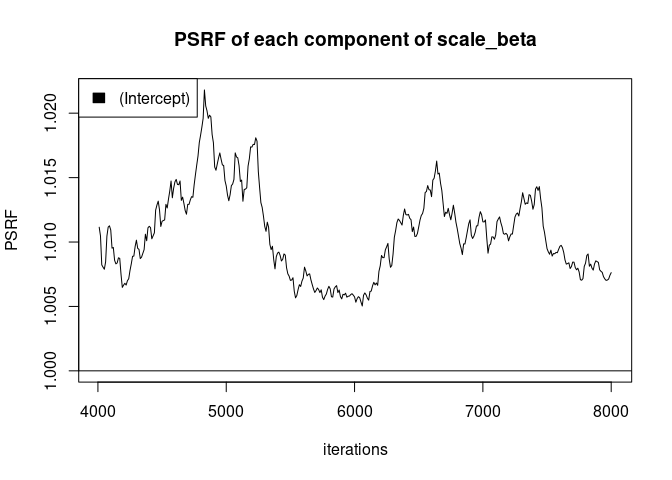 PSRF of each component of scale_beta
(Intercept)
PSRF
1.020
1.015
1.010
1.005
1.000
4000 5000 6000 7000 8000
iterations